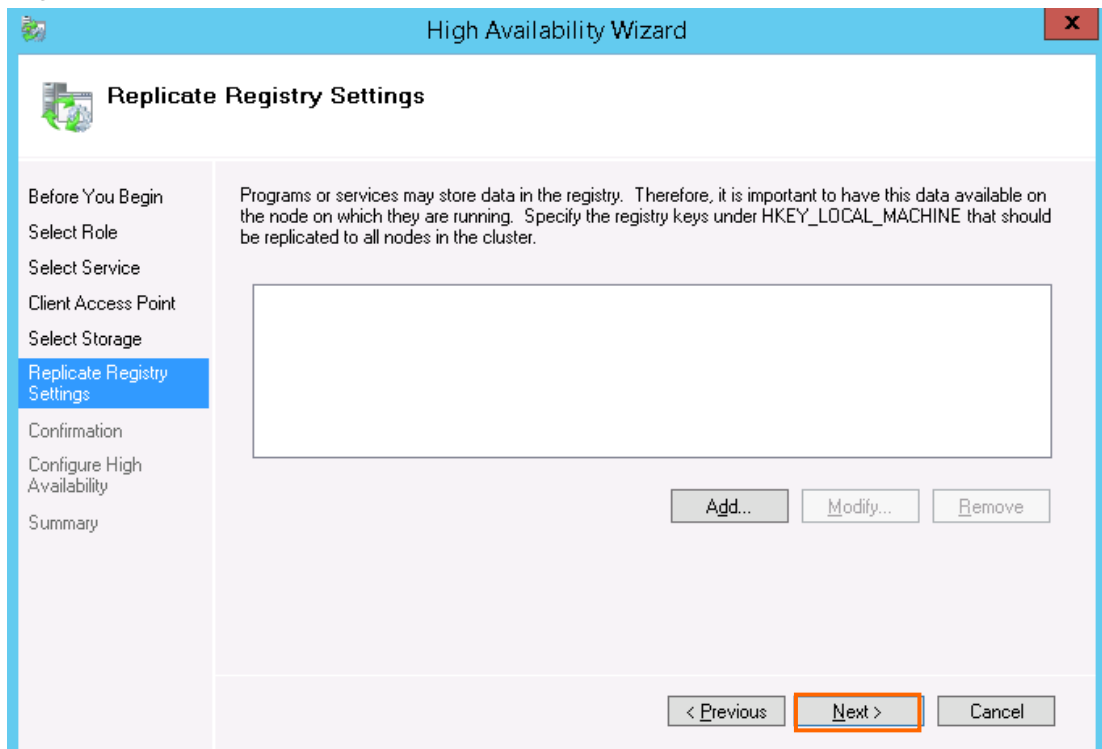 High Availability Wizard
x
Replicate Registry Settings
Before You Begin
Select Role
Select Service
Client Access Point
Select Storage
Replicate Registry
Settings
Confirmation
Configure High
Availability
Summary
Programs or services may store data in the registry. Therefore, it is important to have this data available on
the node on which they are running. Specify the registry keys under HKEY_LOCAL_MACHINE that should
be replicated to all nodes in the cluster.
Add...
Modify...
Remove
< Previous
Next >
Cancel